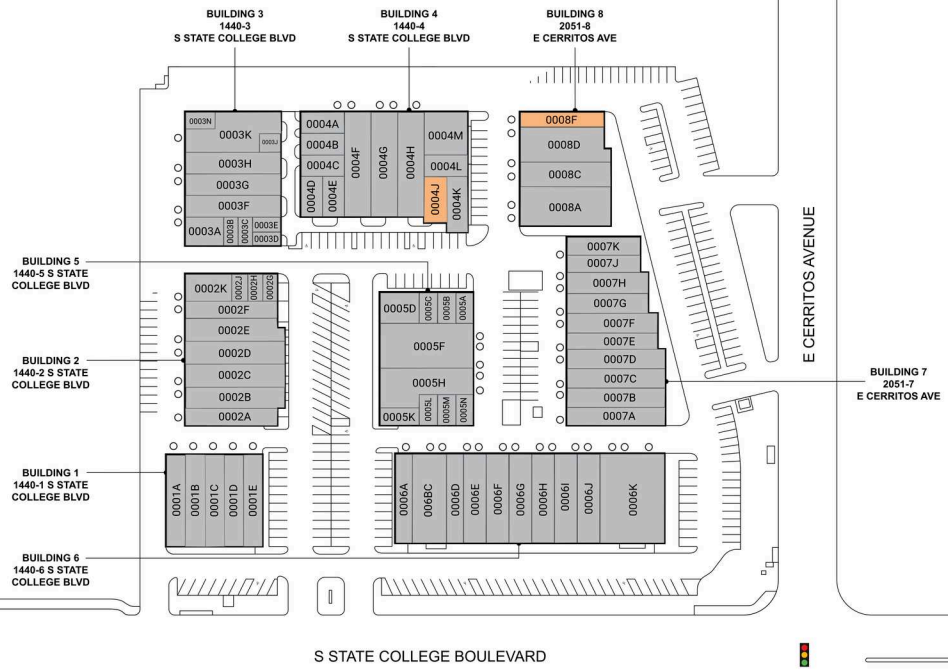 BUILDING 3
1440-3
S STATE COLLEGE BLVD
BUILDING 4
1440-4
S STATE COLLEGE BLVD
BUILDING 8
2051-8
E CERRITOS AVE
0003N
0003K
0003J
0003H
0003G
0003F
0003A
0003B
0003C
0003E
0003D
0004A
0004B
0004C
0004D
0004E
0004F
0004G
0004H
0004M
0004L
0004J
0004K
0008F
0008D
0008C
0008A
BUILDING 5
1440-5 S STATE
COLLEGE BLVD
0002K
0002J
0002H
0002G
0002F
0002E
0002D
0002C
0002B
0002A
BUILDING 2
1440-2 S STATE
COLLEGE BLVD
0005D
0005C
0005B
0005A
0005F
0005H
0005K
0005L
0005M
0005N
0007K
0007J
0007H
0007G
0007F
0007E
0007D
0007C
0007B
0007A
E CERRITOS AVENUE
BUILDING 7
2051-7
E CERRITOS AVE
BUILDING 1
1440-1 S STATE
COLLEGE BLVD
0001A
0001B
0001C
0001D
0001E
0006A
006BC
0006D
0006E
0006F
0006G
0006H
0006I
0006J
0006K
BUILDING 6
1440-6 S STATE
COLLEGE BLVD
S STATE COLLEGE BOULEVARD